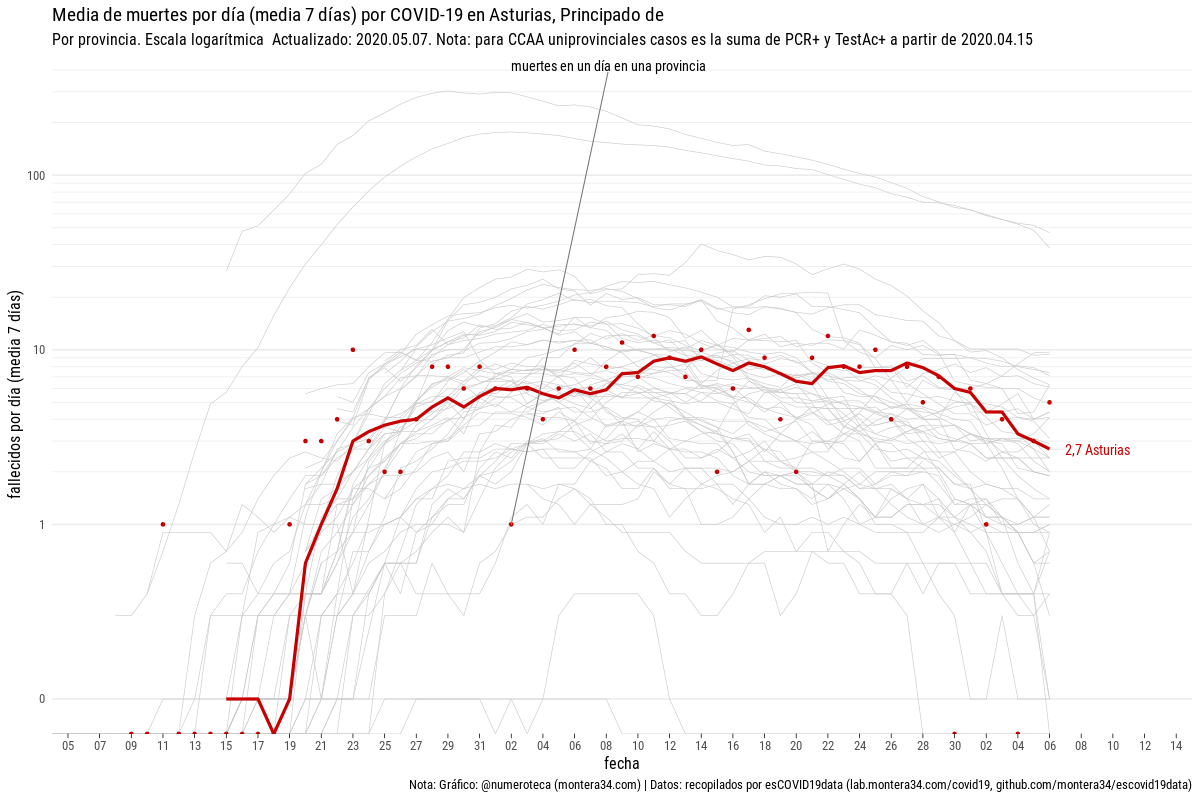 Media de muertes por día (media 7 días) por COVID-19 en Asturias, Principado de
Por provincia. Escala logarítmica  Actualizado: 2020.05.07. Nota: para CCAA uniprovinciales casos es la suma de PCR+ y TestAc+ a partir de 2020.04.15
muertes en un día en una provincia
100
10
1
0
fallecidos por día (media  7 días)
2,7 Asturias
05 07 09 11 13 15 17 19 21 23 25 27 29 31 02 04 06 08 10 12 14 16 18 20 22 24 26 28 30 02 04 06 08 10 12 14
fecha
Nota: Gráfico: @numeroteca (montera34.com) | Datos: recopilados por esCOVID19data (lab.montera34.com/covid19, github.com/montera34/escovid19data)